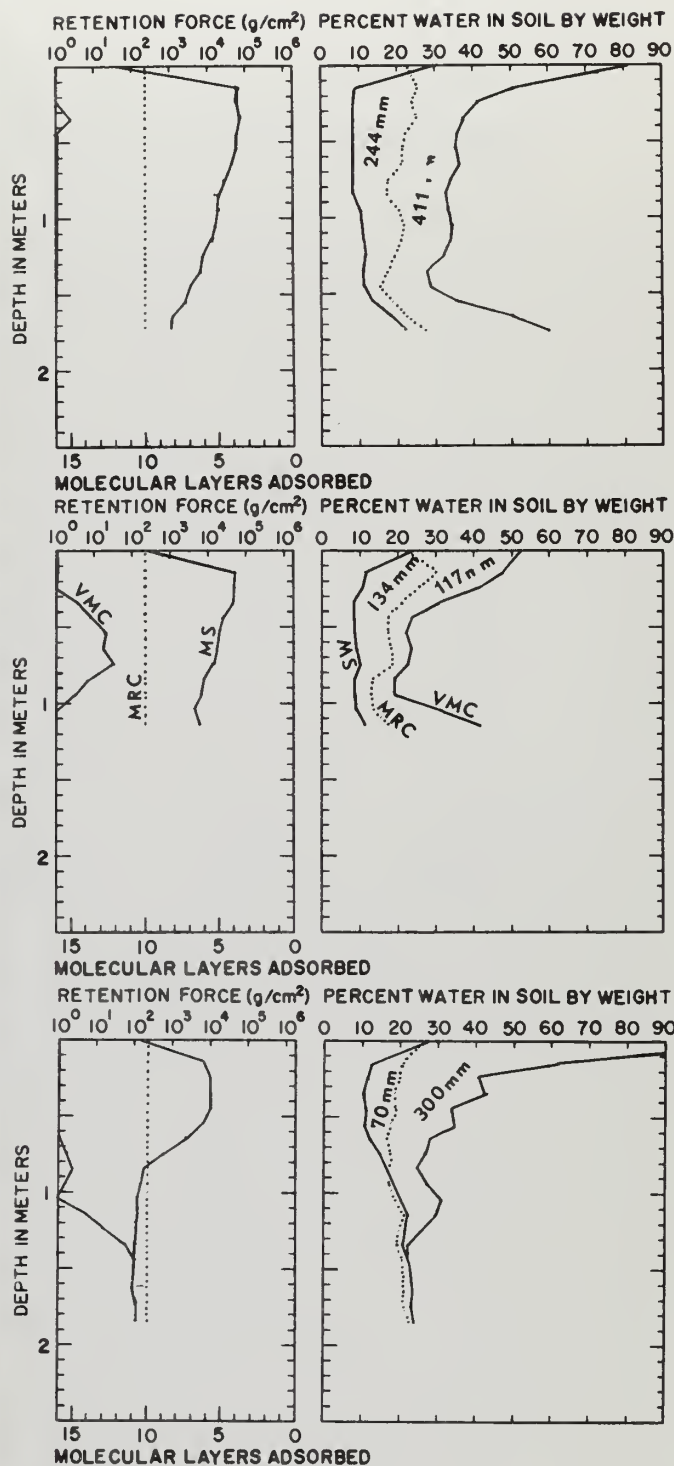 RETENTION FORCE (g/cm²) PERCENT WATER IN SOIL BY WEIGHT
10⁰ 10¹ 10² 10³ 10⁴ 10⁵ 10⁶ 0 10 20 30 40 50 60 70 80 90
244mm
411
DEPTH IN METERS
1
2
15 10 5 0
MOLECULAR LAYERS ADSORBED
RETENTION FORCE (g/cm²) PERCENT WATER IN SOIL BY WEIGHT
10⁰ 10¹ 10² 10³ 10⁴ 10⁵ 10⁶ 0 10 20 30 40 50 60 70 80 90
VMC
MRC
MS
134mm
117
SW
MRC
VMC
DEPTH IN METERS
1
2
15 10 5 0
MOLECULAR LAYERS ADSORBED
RETENTION FORCE (g/cm²) PERCENT WATER IN SOIL BY WEIGHT
10⁰ 10¹ 10² 10³ 10⁴ 10⁵ 10⁶ 0 10 20 30 40 50 60 70 80 90
70mm
300mm
DEPTH IN METERS
1
2
15 10 5 0
MOLECULAR LAYERS ADSORBED